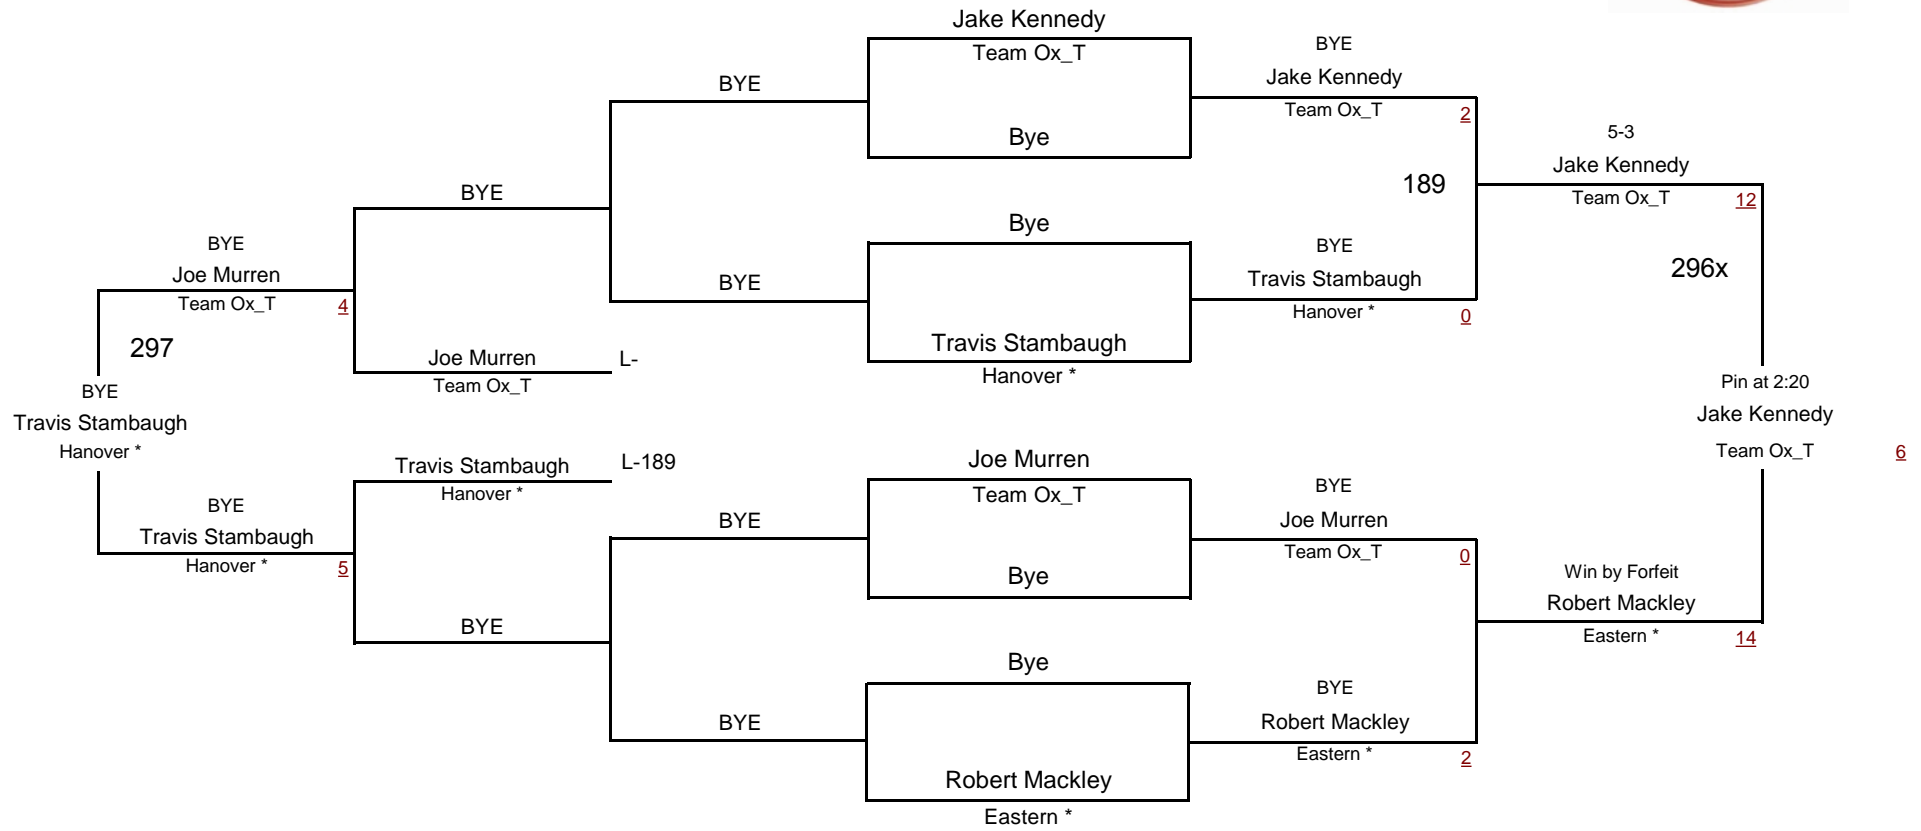 Jake Kennedy
Team Ox_T
Bye
BYE
Jake Kennedy
Team Ox_T
2
BYE
5-3
Jake Kennedy
Team Ox_T
12
189
BYE
Bye
BYE
Travis Stambaugh
Hanover *
0
BYE
Travis Stambaugh
Hanover *
296x
BYE
Joe Murren
Team Ox_T
4
297
Joe Murren
Team Ox_T
L-
BYE
Travis Stambaugh
Hanover *
Pin at 2:20
Jake Kennedy
Team Ox_T
6
Travis Stambaugh
Hanover *
L-189
BYE
Travis Stambaugh
Hanover *
5
BYE
Joe Murren
Team Ox_T
Bye
BYE
Joe Murren
Team Ox_T
0
Win by Forfeit
Robert Mackley
Eastern *
14
BYE
Bye
BYE
Robert Mackley
Eastern *
2
BYE
Robert Mackley
Eastern *